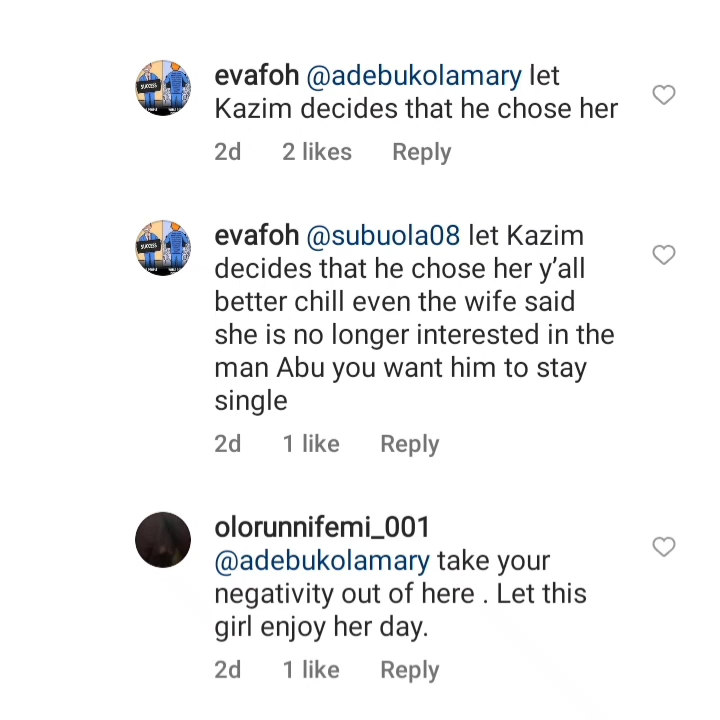 evafoh @adebukolamary let
Kazim decides that he chose her
2d 2 likes Reply
SUCCESS
evafoh @subuola08 let Kazim
decides that he chose her y'all
better chill even the wife said
she is no longer interested in the
man Abu you want him to stay
single
2d 1 like Reply
SUCCESS
olorunnifemi_001
@adebukolamary take your
negativity out of here . Let this
girl enjoy her day.
2d 1 like Reply